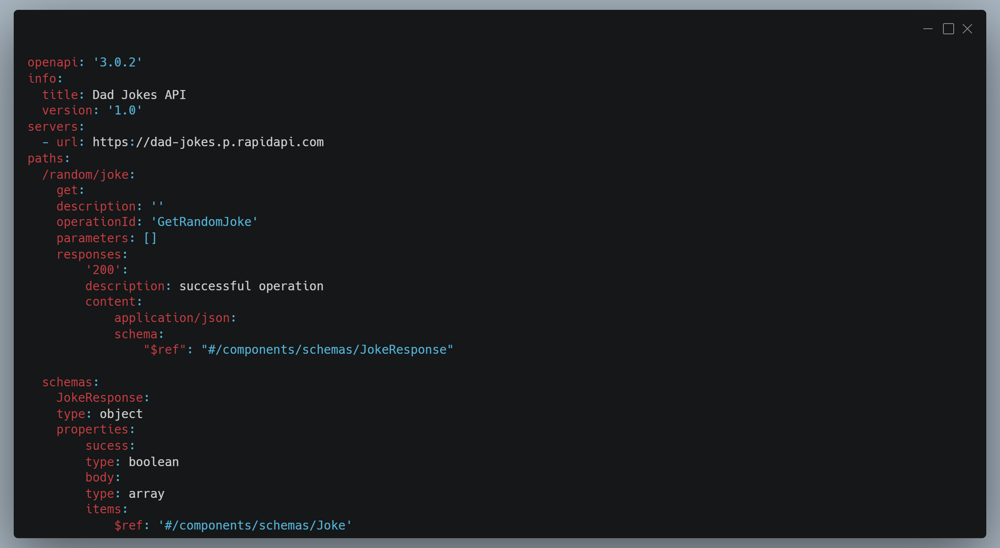 openapi: '3.0.2'
info:
  title: Dad Jokes API
  version: '1.0'
servers:
  - url: https://dad-jokes.p.rapidapi.com
paths:
  /random/joke:
    get:
    description: ''
    operationId: 'GetRandomJoke'
    parameters: []
    responses:
        '200':
        description: successful operation
        content:
            application/json:
            schema:
                "$ref": "#/components/schemas/JokeResponse"

  schemas:
    JokeResponse:
    type: object
    properties:
        sucess:
        type: boolean
        body:
        type: array
        items:
            $ref: '#/components/schemas/Joke'